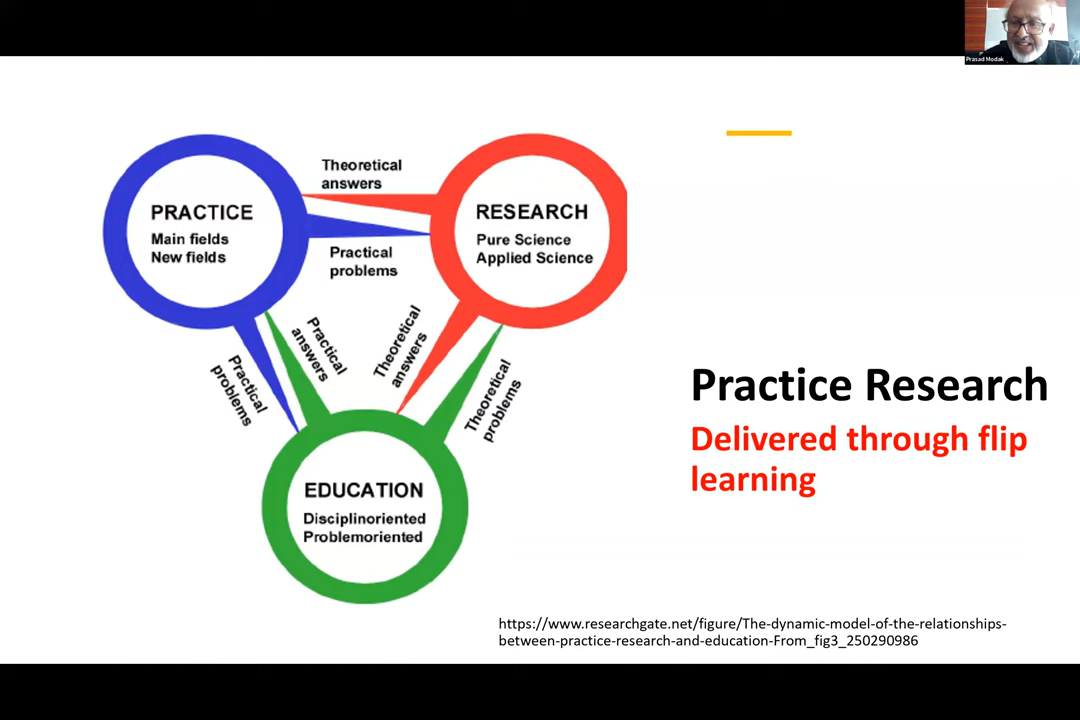 Prasad Modak
Theoretical
answers
PRACTICE
Main fields
New fields
RESEARCH
Pure Science
Applied Science
Practical
problems
Practical
problems
Practical
answers
Theoretical
answers
Theoretical
problems
EDUCATION
Disciplinoriented
Problemoriented
Practice Research
Delivered through flip
learning
https://www.researchgate.net/figure/The-dynamic-model-of-the-relationships-
between-practice-research-and-education-From_fig3_250290986